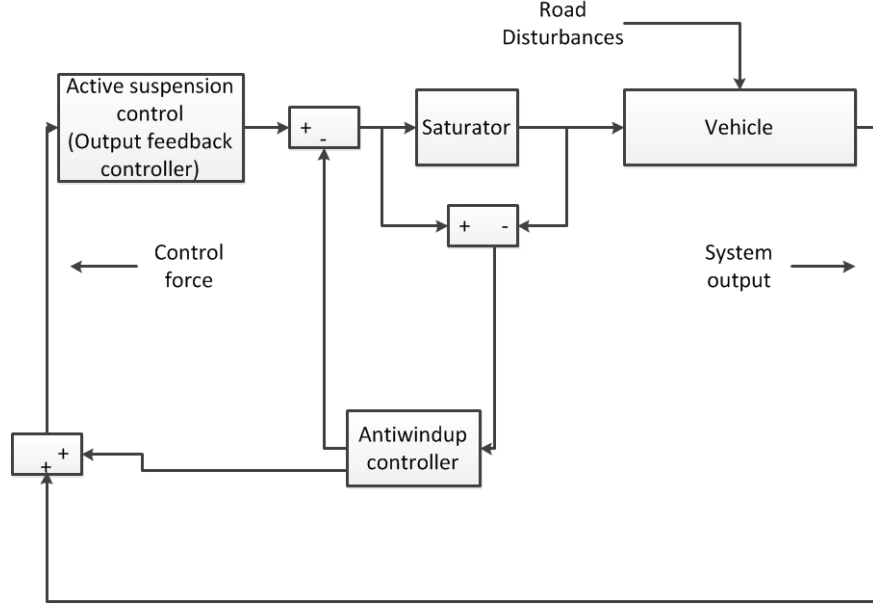 Road
Disturbances
Active suspension
control
(Output feedback
controller)
+ -
Saturator
Vehicle
+ -
Control
force
System
output
Antiwindup
controller
+
+